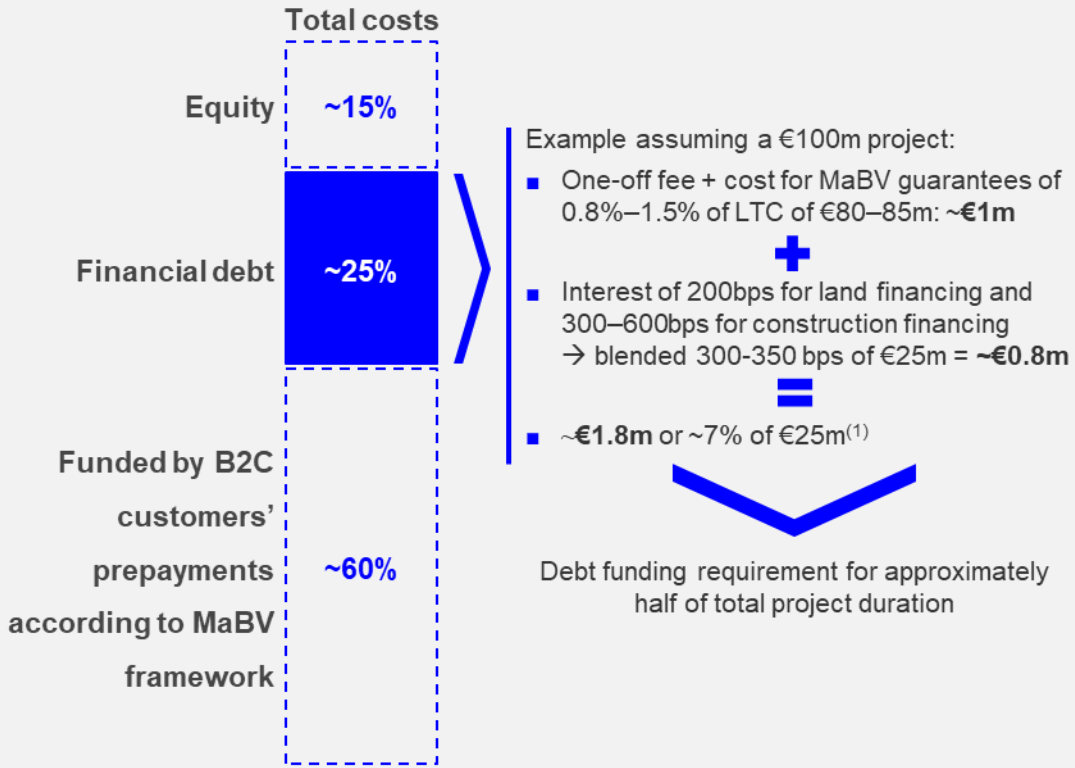 Total costs
Equity
~15%
Financial debt
~25%
Funded by B2C
customers’
prepayments
according to MaBV
framework
~60%
Example assuming a €100m project:
■ One-off fee + cost for MaBV guarantees of
0.8%–1.5% of LTC of €80–85m: ~€1m
+
■ Interest of 200bps for land financing and
300–600bps for construction financing
→ blended 300-350 bps of €25m = ~€0.8m
=
■ ~€1.8m or ~7% of €25m(1)
Debt funding requirement for approximately
half of total project duration